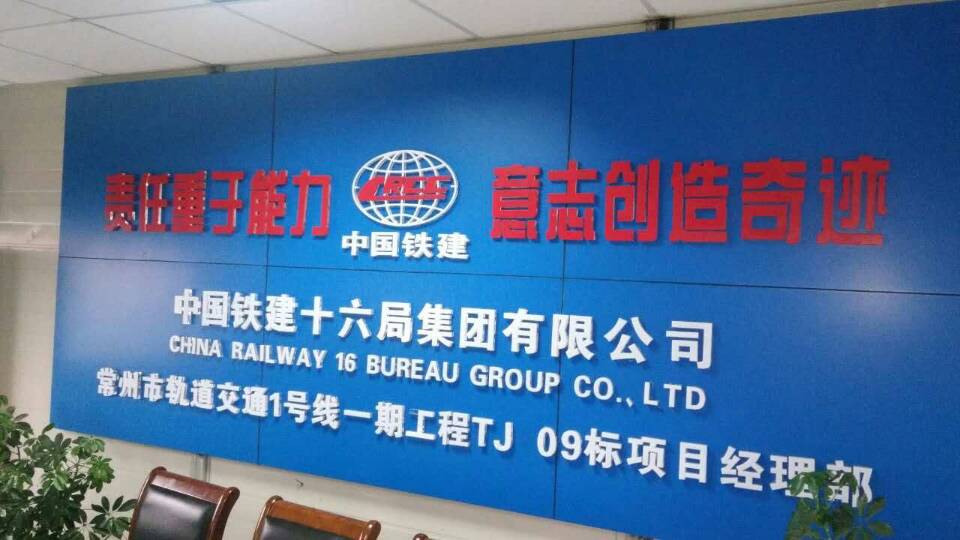 责任重于能力 CRCC 意志创造奇迹
中国铁建
中国铁建十六局集团有限公司
CHINA RAILWAY 16 BUREAU GROUP CO., LTD
常州市轨道交通1号线一期工程TJ 09标项目经理部